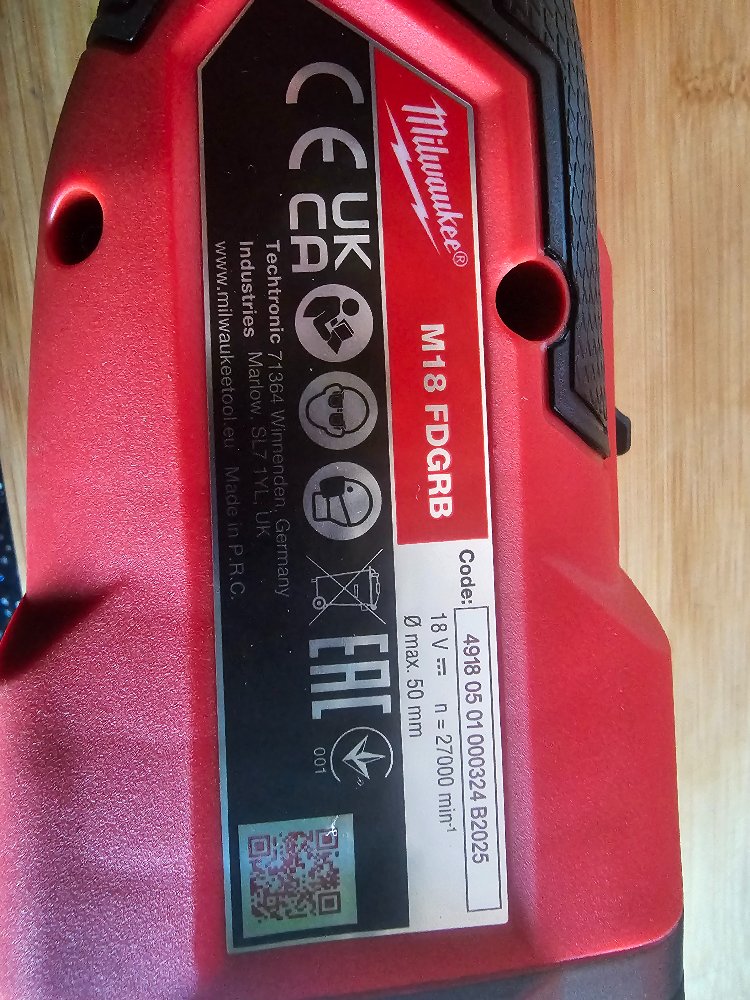 Milwaukee®
M18 FDGRB
Code: 4918 05 01 000324 B2025
18 V ⎓ n = 27000 min-1
Ø max. 50 mm
CE
UK
CA
EAC
001
Techtronic
Industries
71364 Winnenden, Germany
Marlow, SL7 1YL, UK
www.milwaukeetool.eu Made in P.R.C.